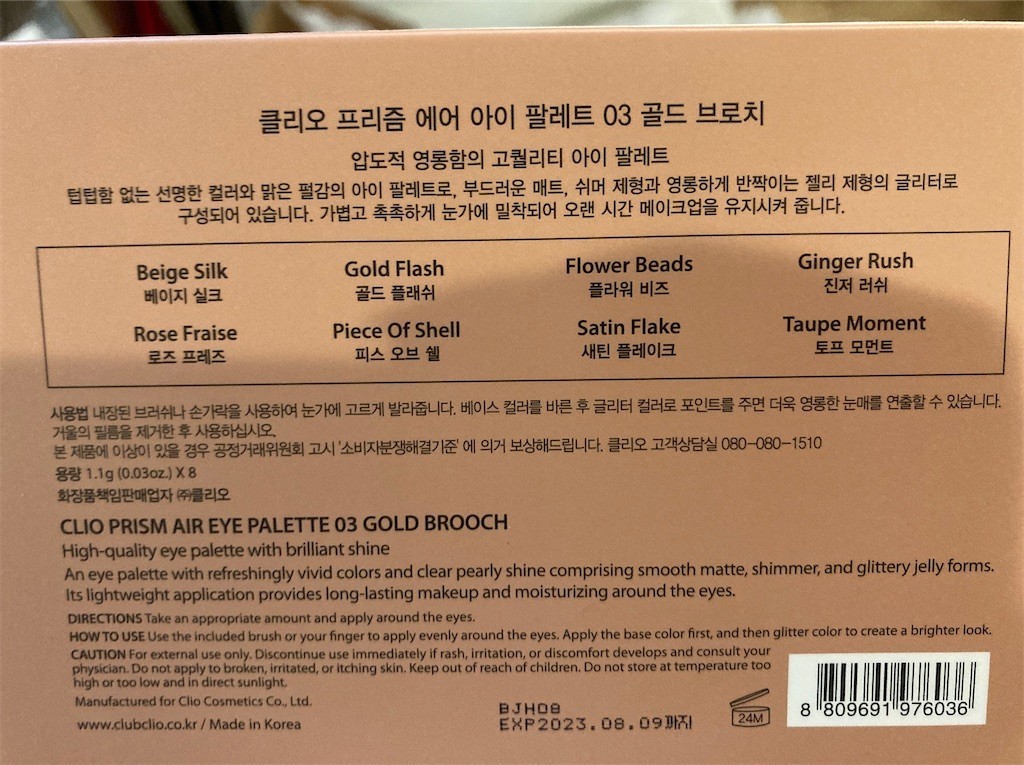 클리오 프리즘 에어 아이 팔레트 03 골드 브로치
압도적 영롱함의 고퀄리티 아이 팔레트
텁텁함 없는 선명한 컬러와 맑은 펄감의 아이 팔레트로, 부드러운 매트, 쉬머 제형과 영롱하게 반짝이는 젤리 제형의 글리터로
구성되어 있습니다. 가볍고 촉촉하게 눈가에 밀착되어 오랜 시간 메이크업을 유지시켜 줍니다.
Beige Silk Gold Flash Flower Beads Ginger Rush
베이지 실크 골드 플래쉬 플라워 비즈 진저 러쉬
Rose Fraise Piece Of Shell Satin Flake Taupe Moment
로즈 프레즈 피스 오브 쉘 새틴 플레이크 토프 모먼트
사용법 내장된 브러쉬나 손가락을 사용하여 눈가에 고르게 발라줍니다. 베이스 컬러를 바른 후 글리터 컬러로 포인트를 주면 더욱 영롱한 눈매를 연출할 수 있습니다.
거울의 필름을 제거한 후 사용하십시오.
본 제품에 이상이 있을 경우 공정거래위원회 고시 '소비자분쟁해결기준' 에 의거 보상해드립니다. 클리오 고객상담실 080-080-1510
용량 1.1g (0.03oz.) X 8
화장품책임판매업자 ㈜클리오
CLIO PRISM AIR EYE PALETTE 03 GOLD BROOCH
High-quality eye palette with brilliant shine
An eye palette with refreshingly vivid colors and clear pearly shine comprising smooth matte, shimmer, and glittery jelly forms.
Its lightweight application provides long-lasting makeup and moisturizing around the eyes.
DIRECTIONS Take an appropriate amount and apply around the eyes.
HOW TO USE Use the included brush or your finger to apply evenly around the eyes. Apply the base color first, and then glitter color to create a brighter look.
CAUTION For external use only. Discontinue use immediately if rash, irritation, or discomfort develops and consult your
physician. Do not apply to broken, irritated, or itching skin. Keep out of reach of children. Do not store at temperature too
high or too low and in direct sunlight.
Manufactured for Clio Cosmetics Co., Ltd.
www.clubclio.co.kr / Made in Korea
BJH08
EXP2023.08.09까지
24M
8 809691 976036